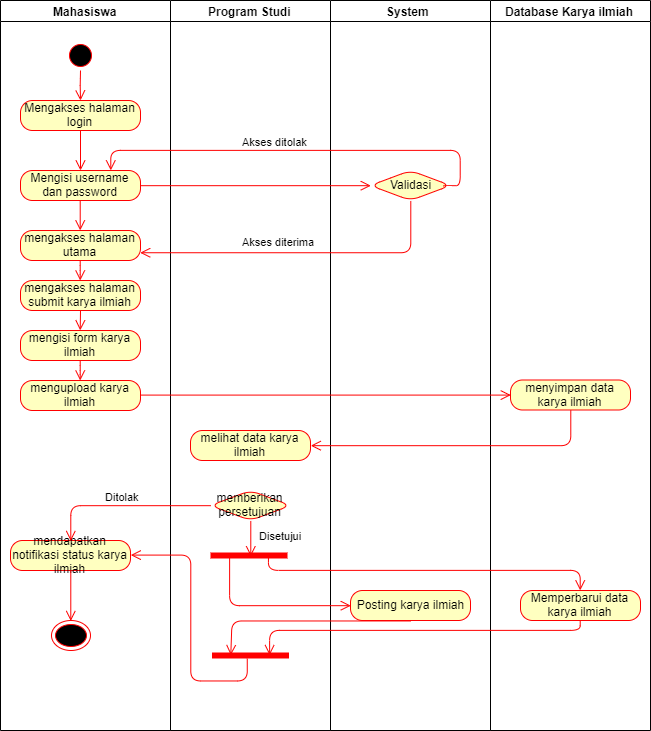 Mahasiswa
Program Studi
System
Database Karya ilmiah
Mengakses halaman
login
Akses ditolak
Mengisi username
dan password
Validasi
mengakses halaman
utama
Akses diterima
mengakses halaman
submit karya ilmiah
mengisi form karya
ilmiah
mengupload karya
ilmiah
menyimpan data
karya ilmiah
melihat data karya
ilmiah
Ditolak
memberikan
persetujuan
Disetujui
mendapatkan
notifikasi status karya
ilmiah
Posting karya ilmiah
Memperbarui data
karya ilmiah